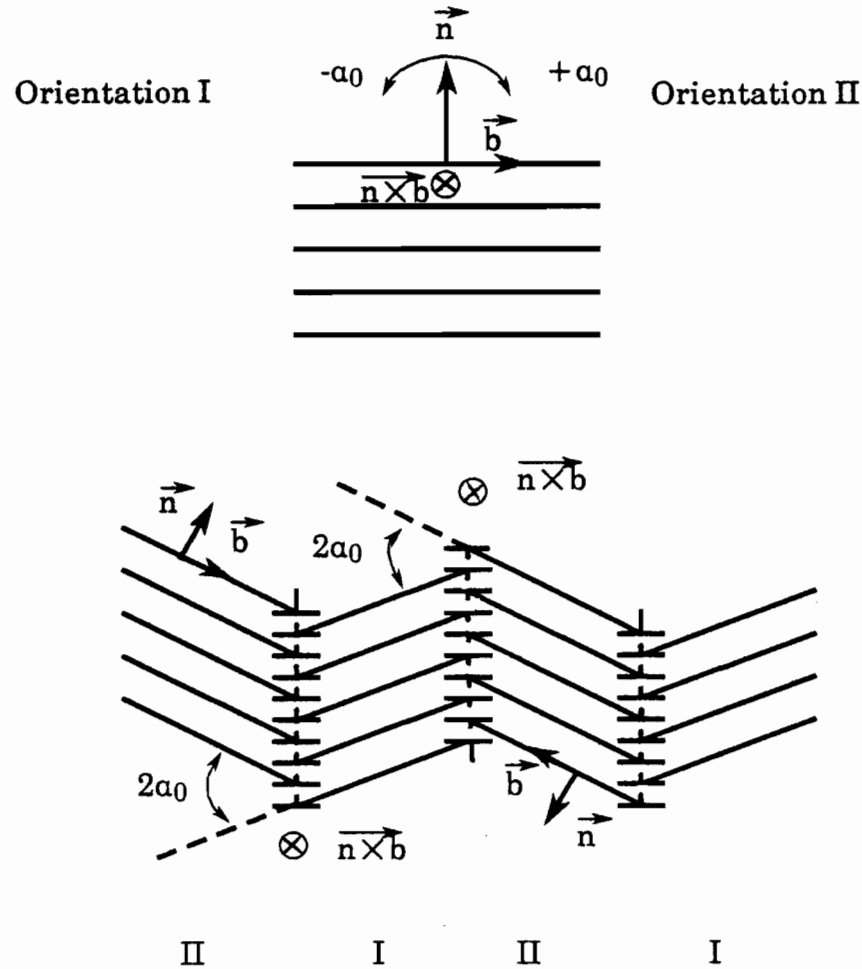 n
-α₀ +α₀
Orientation I Orientation II
b
n×b
n×b
n
b
2α₀
2α₀
b
n×b
n
II I II I